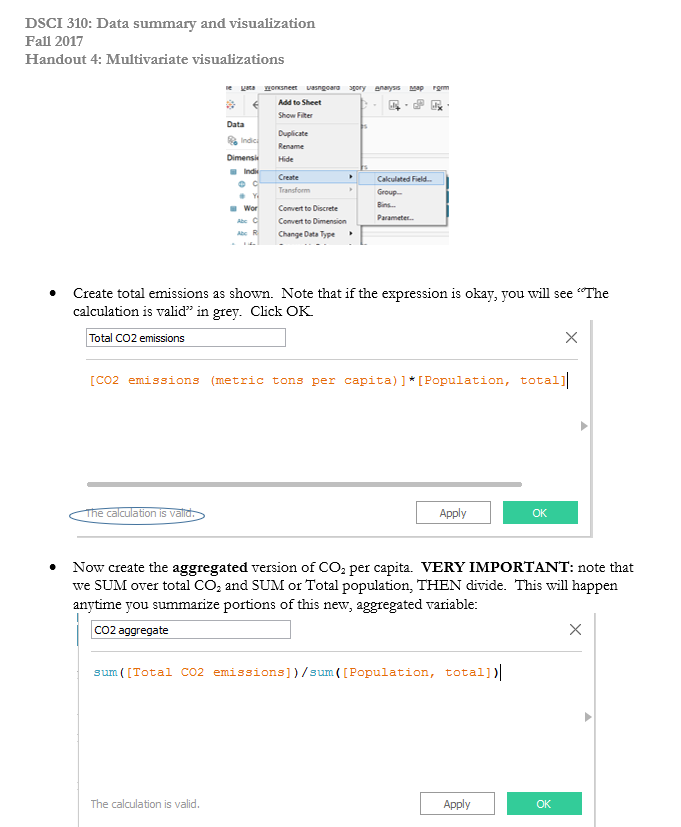 DSCI 310: Data summary and visualization
Fall 2017
Handout 4: Multivariate visualizations
Data Worksheet Dashboard Story Analysis Map Form
Add to Sheet
Show Filter
Data
Duplicate
Indic
Rename
Dimensi
Hide
Indi
Create
Calculated Field...
C
Transform
Group...
Y
Bins...
Wor
Convert to Discrete
Parameter...
Abc C
Convert to Dimension
Abc R
Change Data Type
• Create total emissions as shown. Note that if the expression is okay, you will see “The
calculation is valid” in grey. Click OK.
Total CO2 emissions
[CO2 emissions (metric tons per capita)]*[Population, total]
The calculation is valid.
Apply
OK
• Now create the aggregated version of CO₂ per capita. VERY IMPORTANT: note that
we SUM over total CO₂ and SUM or Total population, THEN divide. This will happen
anytime you summarize portions of this new, aggregated variable:
CO2 aggregate
sum([Total CO2 emissions])/sum([Population, total])
The calculation is valid.
Apply
OK